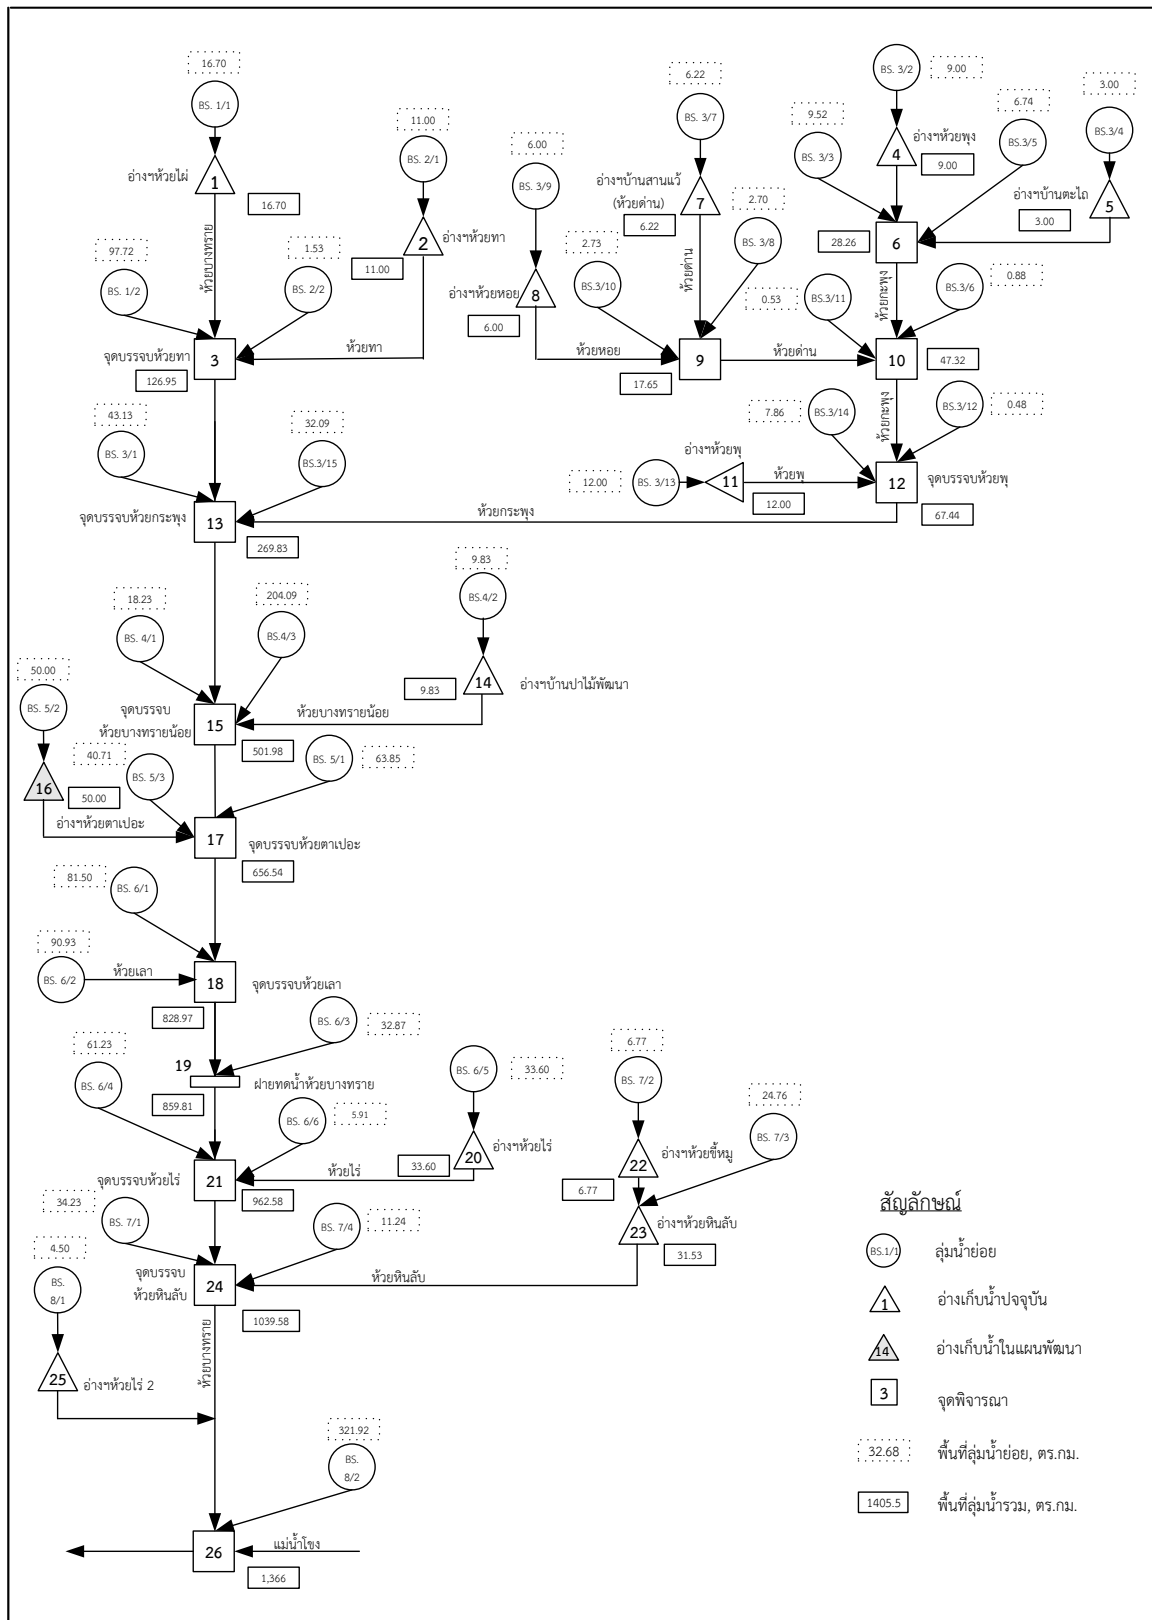 16.70
BS. 1/1
1
อ่างฯห้วยไผ่
16.70
ห้วยบางทราย
11.00
BS. 2/1
2
อ่างฯห้วยทา
11.00
97.72
BS. 1/2
1.53
BS. 2/2
ห้วยทา
3
จุดบรรจบห้วยทา
126.95
6.00
BS. 3/9
8
อ่างฯห้วยหอย
6.00
ห้วยหอย
6.22
BS. 3/7
7
อ่างฯบ้านสานแว้
(ห้วยด่าน)
6.22
ห้วยด่าน
2.73
BS.3/10
2.70
BS. 3/8
9
17.65
ห้วยด่าน
BS. 3/2
9.00
4
อ่างฯห้วยพุง
9.00
9.52
BS. 3/3
6.74
BS.3/5
3.00
BS.3/4
5
อ่างฯบ้านตะไถ
3.00
6
28.26
ห้วยกะพุง
0.53
BS.3/11
BS.3/6
0.88
10
47.32
ห้วยกะพุง
7.86
BS.3/14
BS.3/12
0.48
12.00
BS. 3/13
11
อ่างฯห้วยพุ
ห้วยพุ
12.00
12
จุดบรรจบห้วยพุ
67.44
43.13
BS. 3/1
32.09
BS.3/15
ห้วยกระพุง
13
จุดบรรจบห้วยกระพุง
269.83
18.23
BS. 4/1
204.09
BS.4/3
9.83
BS.4/2
14
อ่างฯบ้านปาไม้พัฒนา
9.83
ห้วยบางทรายน้อย
15
จุดบรรจบ
ห้วยบางทรายน้อย
501.98
50.00
BS. 5/2
16
50.00
อ่างฯห้วยตาเปอะ
40.71
BS. 5/3
BS. 5/1
63.85
17
จุดบรรจบห้วยตาเปอะ
656.54
81.50
BS. 6/1
90.93
BS. 6/2
ห้วยเลา
18
จุดบรรจบห้วยเลา
828.97
BS. 6/3
32.87
19
ฝายทดน้ำห้วยบางทราย
859.81
61.23
BS. 6/4
BS. 6/6
5.91
BS. 6/5
33.60
20
อ่างฯห้วยไร่
33.60
ห้วยไร่
21
จุดบรรจบห้วยไร่
962.58
6.77
BS. 7/2
22
อ่างฯห้วยขี้หมู
6.77
24.76
BS. 7/3
23
อ่างฯห้วยหินลับ
31.53
ห้วยหินลับ
34.23
BS. 7/1
BS. 7/4
11.24
24
จุดบรรจบ
ห้วยหินลับ
1039.58
ห้วยบางทราย
4.50
BS.
8/1
25
อ่างฯห้วยไร่ 2
321.92
BS.
8/2
26
แม่น้ำโขง
1,366
สัญลักษณ์
BS.1/1
ลุ่มน้ำย่อย
1
อ่างเก็บน้ำปจจุบัน
14
อ่างเก็บน้ำในแผนพัฒนา
3
จุดพิจารณา
32.68
พื้นที่ลุ่มน้ำย่อย, ตร.กม.
1405.5
พื้นที่ลุ่มน้ำรวม, ตร.กม.